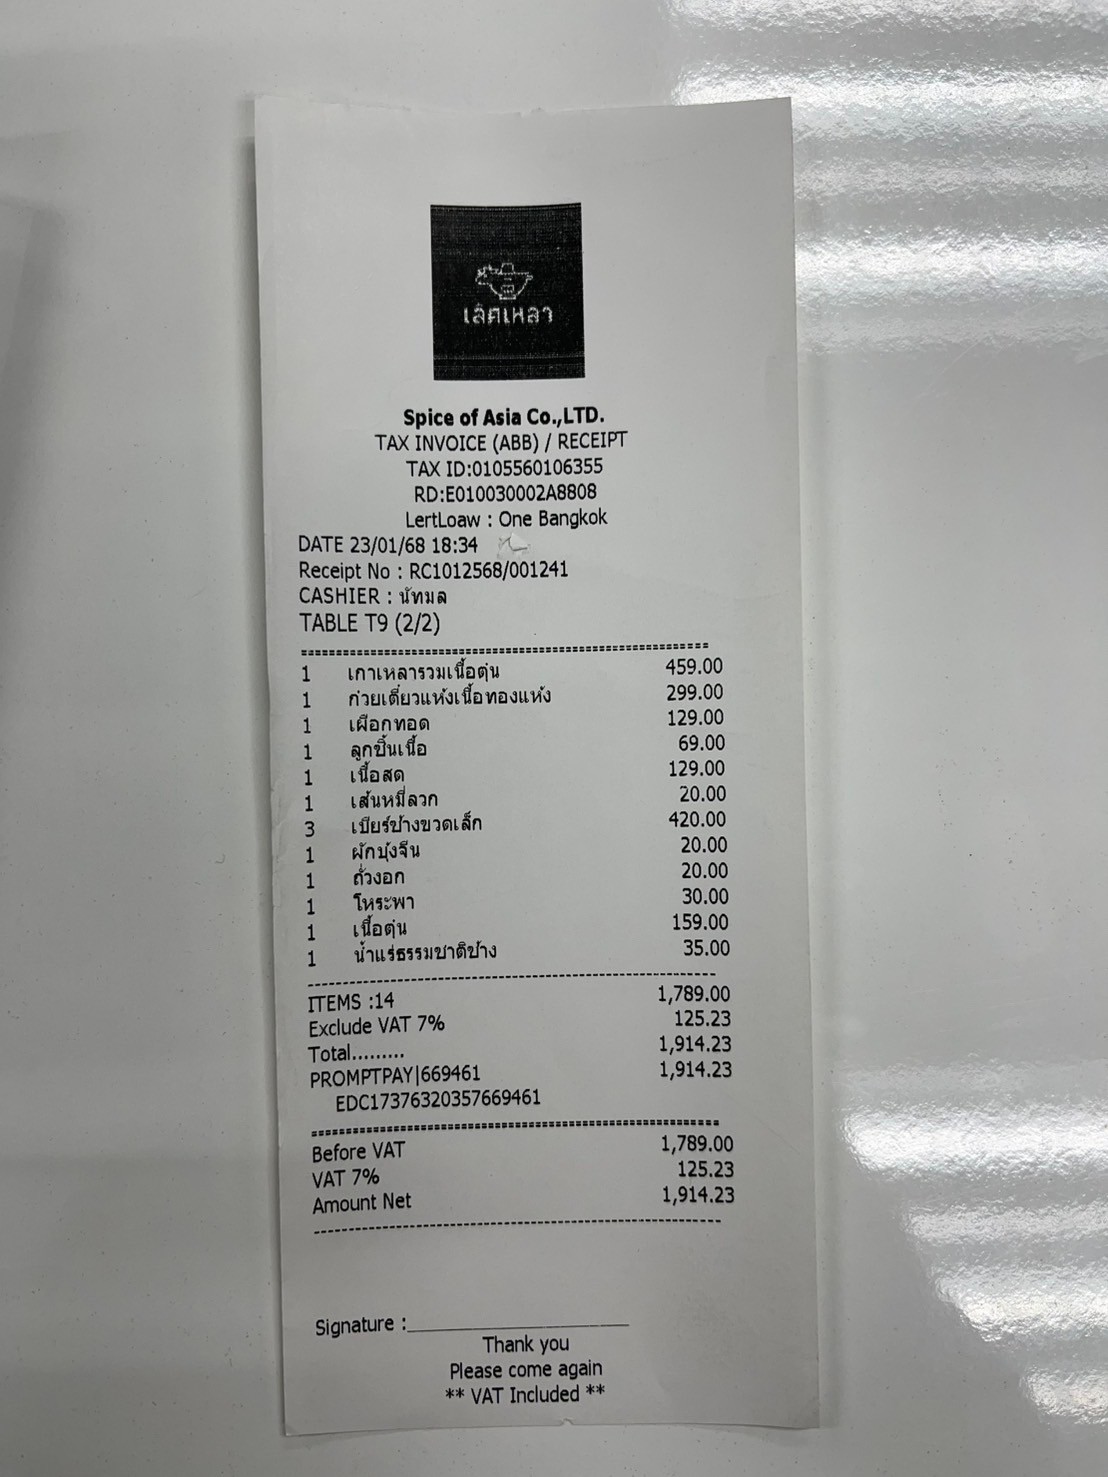 เลิศเหลา
Spice of Asia Co.,LTD.
TAX INVOICE (ABB) / RECEIPT
TAX ID:0105560106355
RD:E010030002A8808
LertLoaw : One Bangkok
DATE 23/01/68 18:34
Receipt No : RC1012568/001241
CASHIER : นัทมล
TABLE T9 (2/2)
1 เกาเหลารวมเนื้อตุ่น 459.00
1 ก๋วยเตี๋ยวแห้งเนื้อทองแห้ง 299.00
1 เผือกทอด 129.00
1 ลูกชิ้นเนื้อ 69.00
1 เนื้อสด 129.00
1 เส้นหมี่ลวก 20.00
3 เบียร์ช้างขวดเล็ก 420.00
1 ผักบุ้งจีน 20.00
1 ถั่วงอก 20.00
1 โหระพา 30.00
1 เนื้อตุ่น 159.00
1 น้ำแร่ธรรมชาติช้าง 35.00
ITEMS :14 1,789.00
Exclude VAT 7% 125.23
Total......... 1,914.23
PROMPTPAY|669461 1,914.23
EDC17376320357669461
Before VAT 1,789.00
VAT 7% 125.23
Amount Net 1,914.23
Signature :____________________
Thank you
Please come again
** VAT Included **